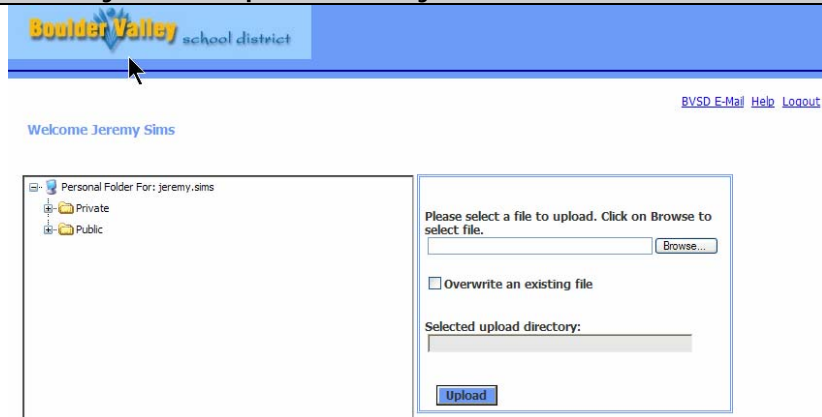 Boulder Valley school district
BVSD E-Mail Help Logout
Welcome Jeremy Sims
Personal Folder For: jeremy.sims
Private
Public
Please select a file to upload. Click on Browse to
select file.
Browse...
Overwrite an existing file
Selected upload directory:
Upload